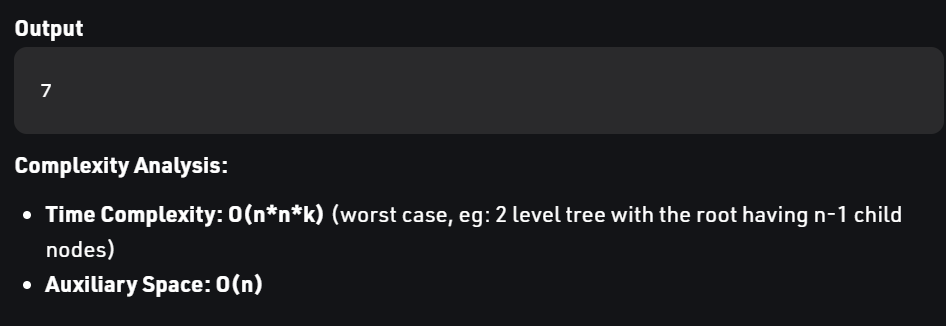 Output
7
Complexity Analysis:
• Time Complexity: O(n*n*k) (worst case, eg: 2 level tree with the root having n-1 child
nodes)
• Auxiliary Space: O(n)